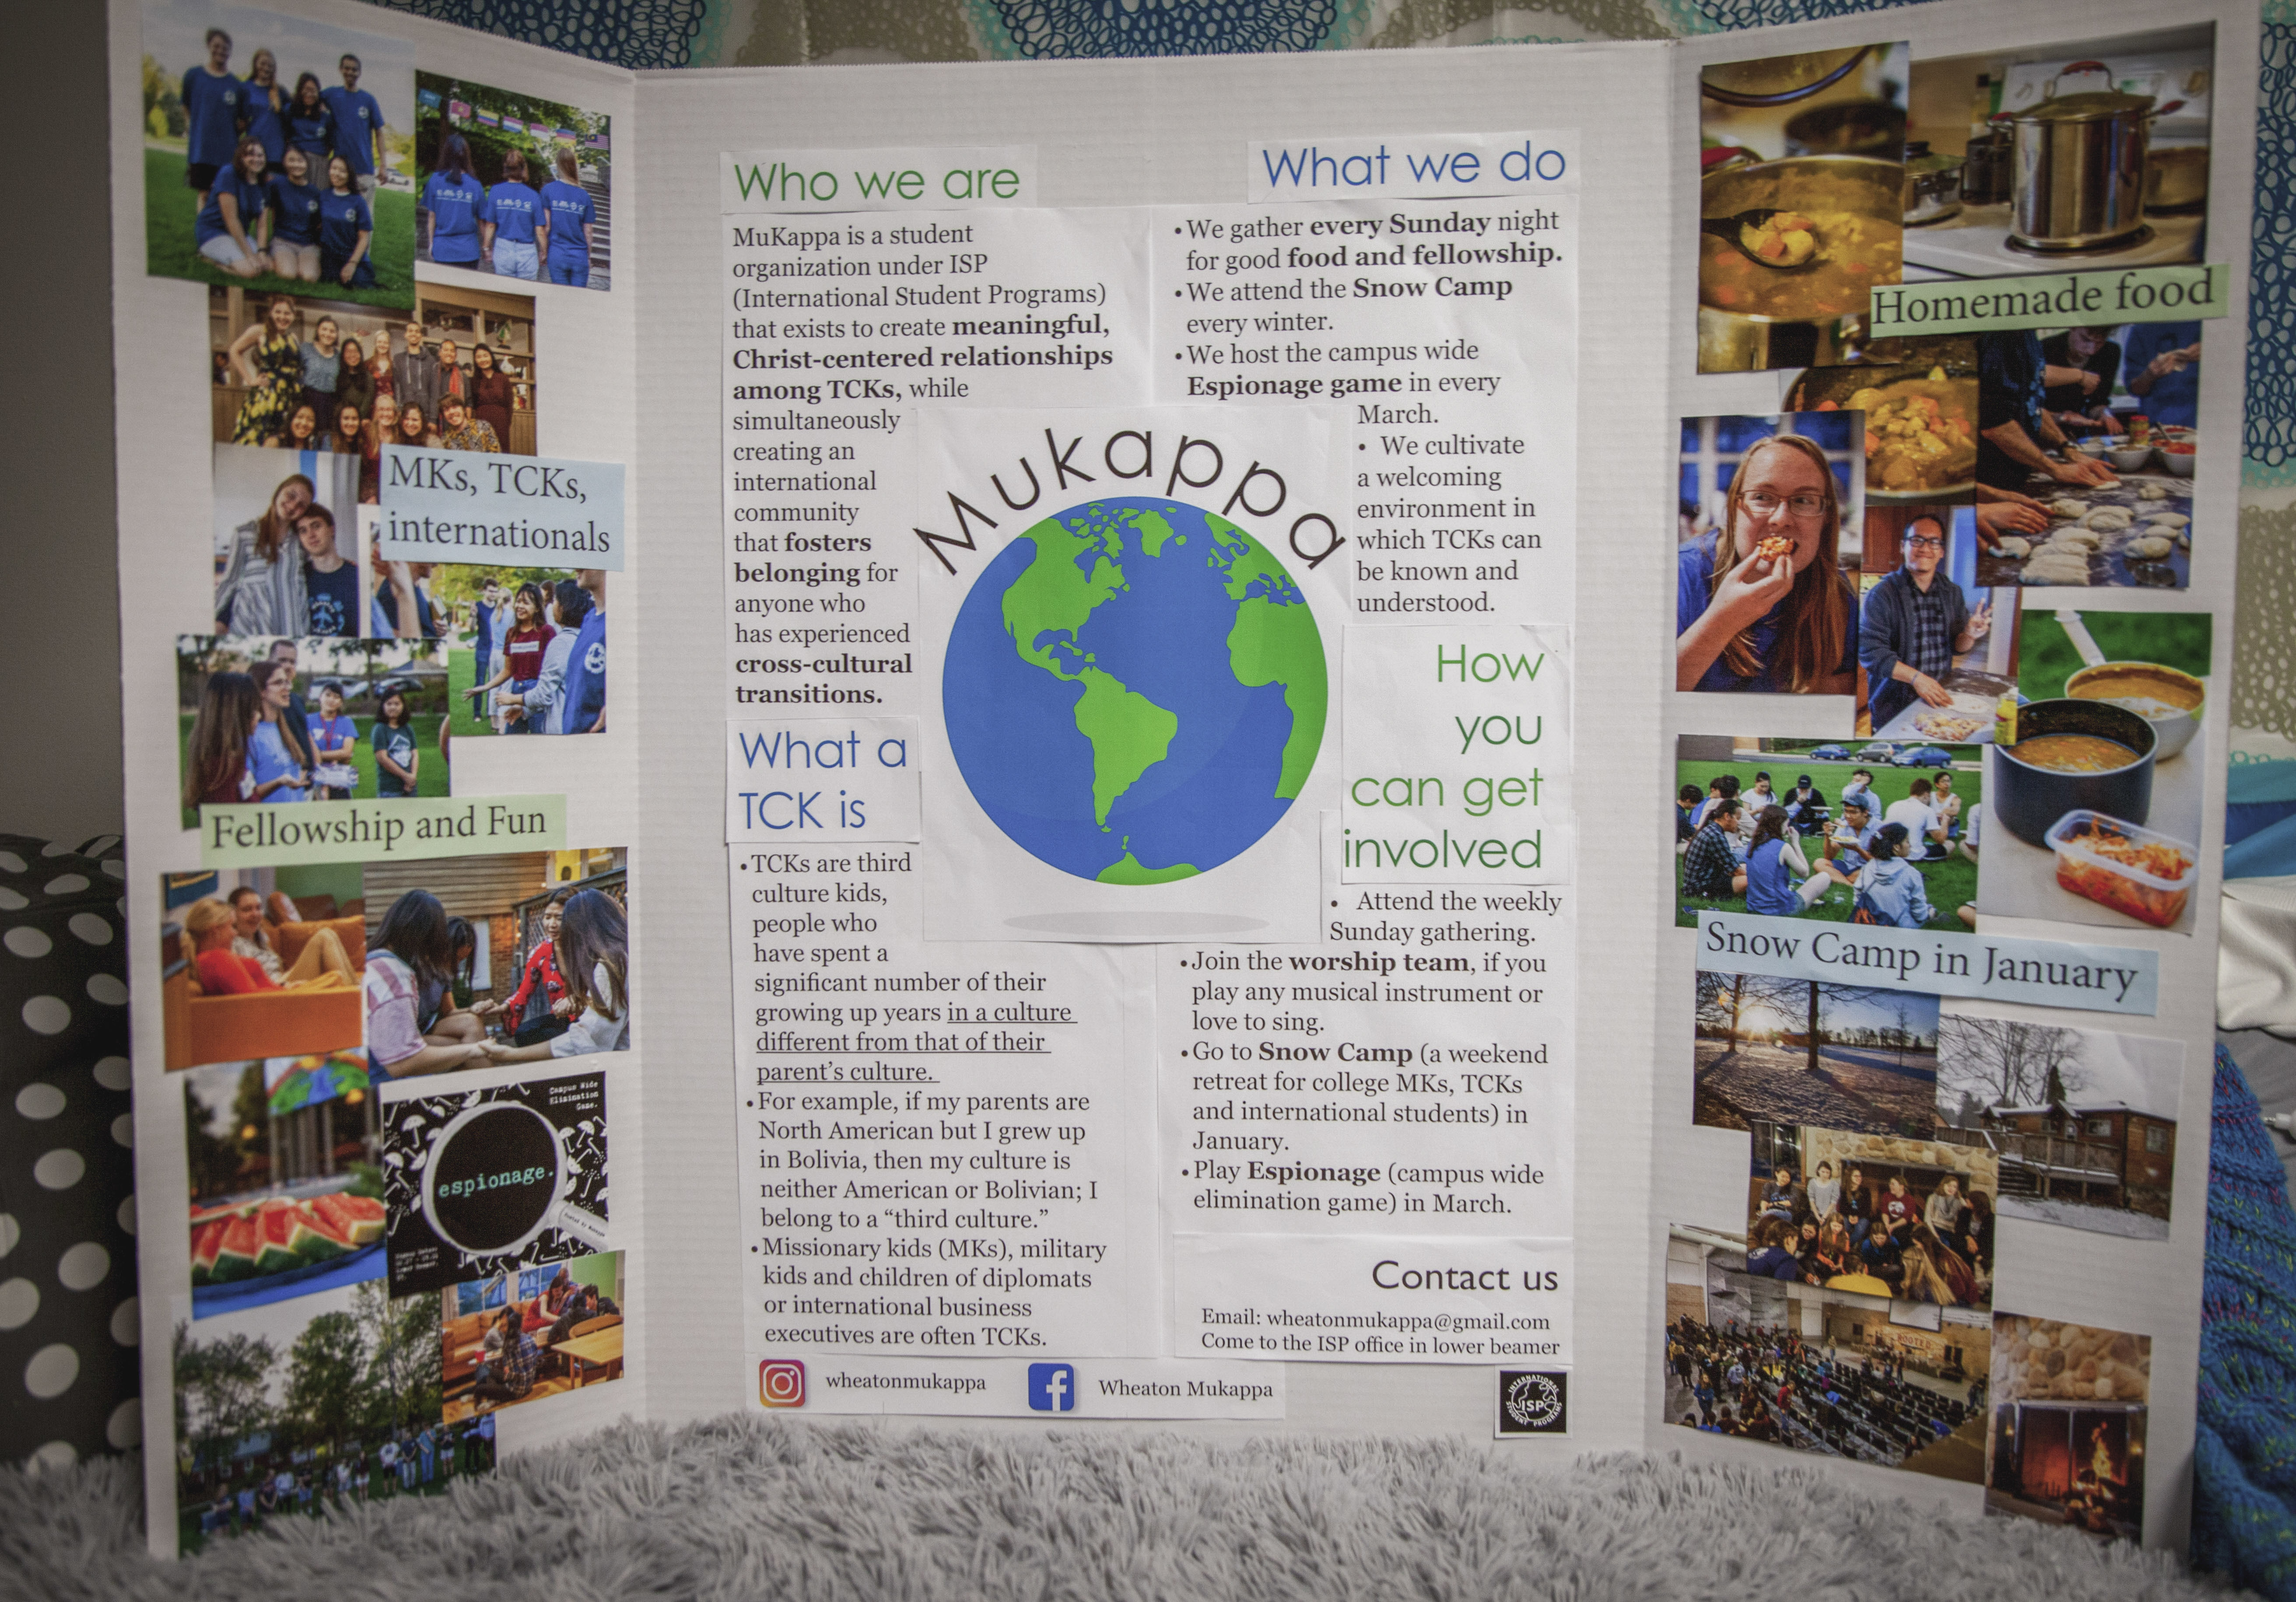 MKs, TCKs,
internationals
Fellowship and Fun
Campus Wide
Elimination
Game.
espionage.
Who we are
MuKappa is a student
organization under ISP
(International Student Programs)
that exists to create meaningful,
Christ-centered relationships
among TCKs, while
simultaneously
creating an
international
community
that fosters
belonging for
anyone who
has experienced
cross-cultural
transitions.
What a
TCK is
•TCKs are third
culture kids,
people who
have spent a
significant number of their
growing up years in a culture
different from that of their
parent's culture.
•For example, if my parents are
North American but I grew up
in Bolivia, then my culture is
neither American or Bolivian; I
belong to a “third culture.”
•Missionary kids (MKs), military
kids and children of diplomats
or international business
executives are often TCKs.
wheatonmukappa
Wheaton Mukappa
Mukappa
What we do
•We gather every Sunday night
for good food and fellowship.
•We attend the Snow Camp
every winter.
•We host the campus wide
Espionage game in every
March.
• We cultivate
a welcoming
environment in
which TCKs can
be known and
understood.
How
you
can get
involved
• Attend the weekly
Sunday gathering.
•Join the worship team, if you
play any musical instrument or
love to sing.
•Go to Snow Camp (a weekend
retreat for college MKs, TCKs
and international students) in
January.
•Play Espionage (campus wide
elimination game) in March.
Contact us
Email: wheatonmukappa@gmail.com
Come to the ISP office in lower beamer
INTERNATIONAL
ISP
STUDENT PROGRAMS
Homemade food
Snow Camp in January
ROOTED